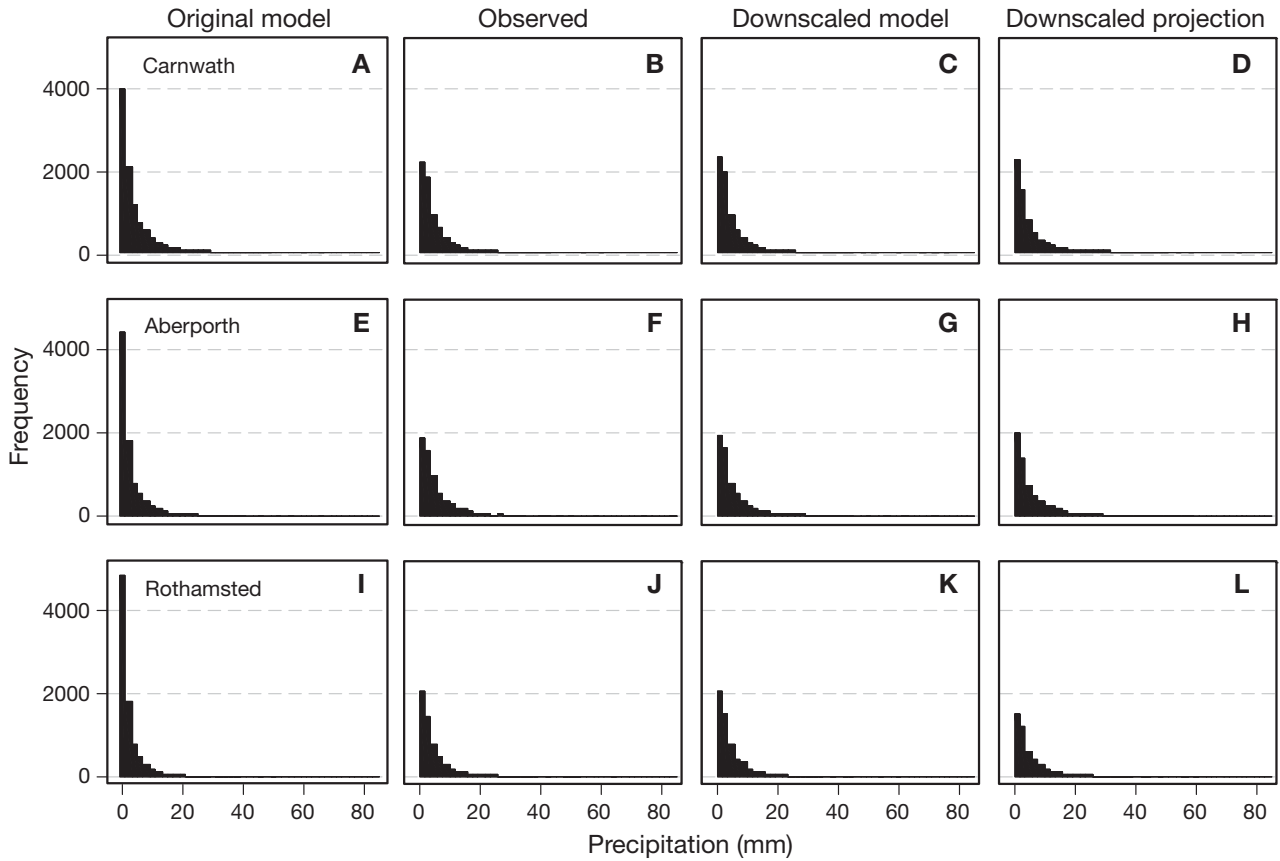 Original model Observed Downscaled model Downscaled projection
Carnwath A B C D
4000
2000
0
Aberporth E F G H
4000
2000
0
Rothamsted I J K L
4000
2000
0
Frequency
0 20 40 60 80 0 20 40 60 80 0 20 40 60 80 0 20 40 60 80
Precipitation (mm)